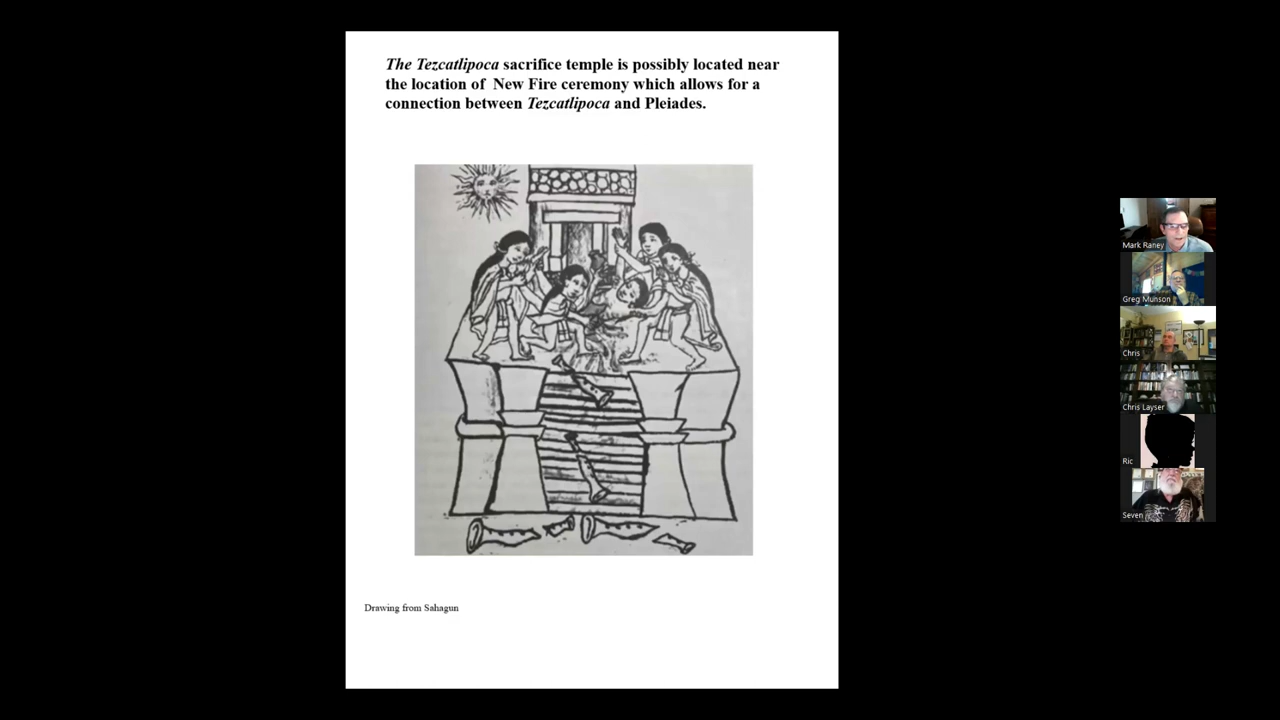 The Tezcatlipoca sacrifice temple is possibly located near
the location of New Fire ceremony which allows for a
connection between Tezcatlipoca and Pleiades.
Drawing from Sahagun
Mark Raney
Greg Munson
Chris
Chris Layser
Ric
Seven